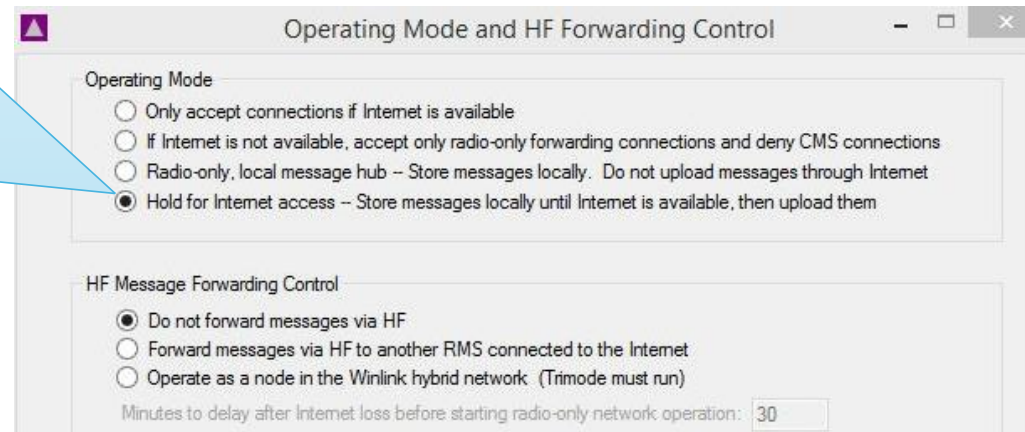 Operating Mode and HF Forwarding Control
Operating Mode
Only accept connections if Internet is available
If Internet is not available, accept only radio-only forwarding connections and deny CMS connections
Radio-only, local message hub -- Store messages locally.  Do not upload messages through Internet
Hold for Internet access -- Store messages locally until Internet is available, then upload them
HF Message Forwarding Control
Do not forward messages via HF
Forward messages via HF to another RMS connected to the Internet
Operate as a node in the Winlink hybrid network  (Trimode must run)
Minutes to delay after Internet loss before starting radio-only network operation: 30